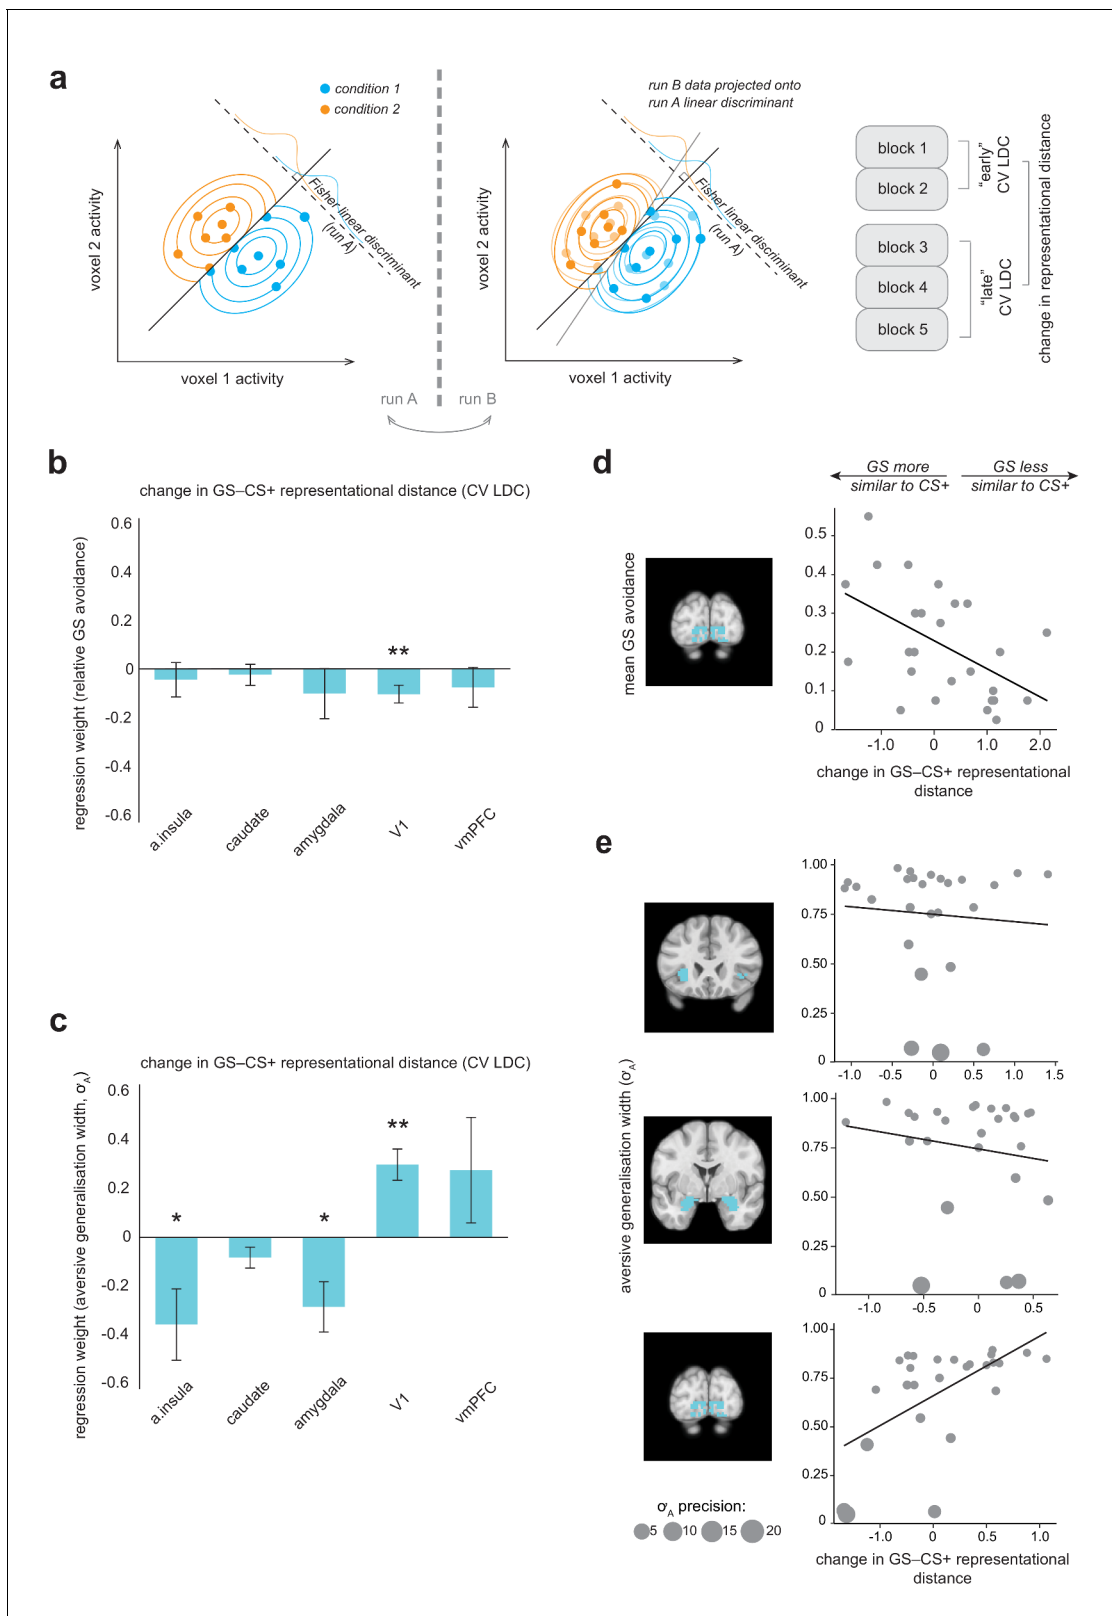 a
condition 1
condition 2
voxel 2 activity
voxel 1 activity
Fisher linear discriminant
(run A)
run A
run B
run B data projected onto
run A linear discriminant
voxel 2 activity
voxel 1 activity
Fisher linear discriminant
(run A)
block 1
block 2
block 3
block 4
block 5
"early"
CV LDC
"late"
CV LDC
change in representational distance
b
change in GS–CS+ representational distance (CV LDC)
regression weight (relative GS avoidance)
0.6
0.4
0.2
0
-0.2
-0.4
-0.6
**
a.insula
caudate
amygdala
V1
vmPFC
c
change in GS–CS+ representational distance (CV LDC)
regression weight (aversive generalisation width, σA)
0.6
0.4
0.2
0
-0.2
-0.4
-0.6
*
*
**
a.insula
caudate
amygdala
V1
vmPFC
d
GS more
similar to CS+
GS less
similar to CS+
mean GS avoidance
0.5
0.3
0.2
0.1
0
-1.0
0
1.0
2.0
change in GS–CS+ representational
distance
e
aversive generalisation width (σA)
1.00
0.75
0.50
0.25
0
-1.0
-0.5
0
0.5
1.0
1.5
1.00
0.75
0.50
0.25
0
-1.0
-0.5
0
0.5
1.00
0.75
0.50
0.25
0
-1.0
0
0.5
1.0
change in GS–CS+ representational
distance
σA precision:
5
10
15
20